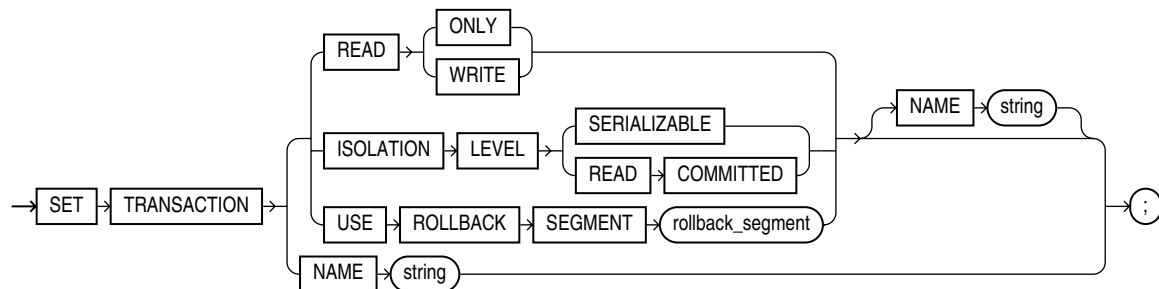 ONLY
READ
WRITE
NAME string
SERIALIZABLE
ISOLATION LEVEL
READ COMMITTED
SET TRANSACTION ;
USE ROLLBACK SEGMENT rollback_segment
NAME string